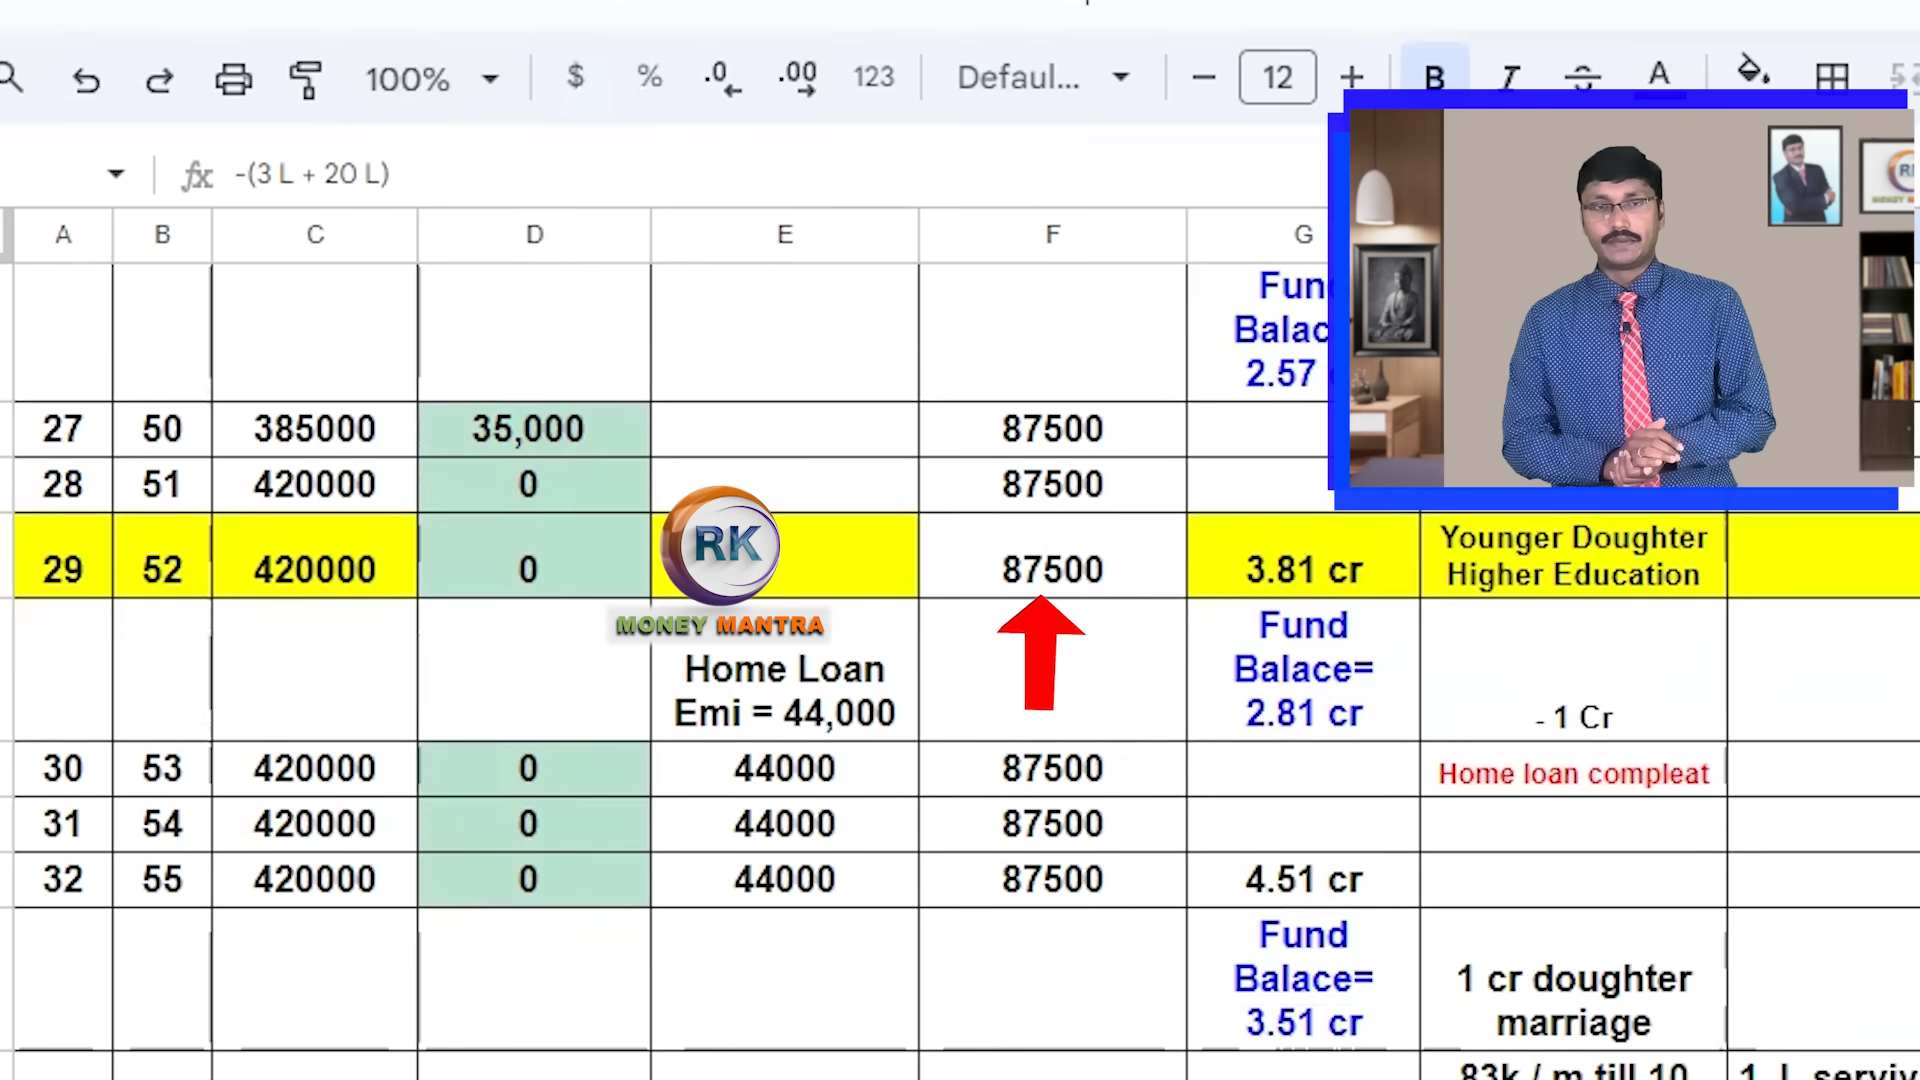 100%
$ % .0 .00 123
Defaul...
12
B I S A
fx -(3 L + 20 L)
A B C D E F G
Fun
Balac
2.57
27 50 385000 35,000 87500
28 51 420000 0 87500
29 52 420000 0 87500 3.81 cr
Younger Doughter
Higher Education
RK
MONEY MANTRA
Home Loan
Emi = 44,000
Fund
Balace=
2.81 cr
- 1 Cr
30 53 420000 0 44000 87500 Home loan compleat
31 54 420000 0 44000 87500
32 55 420000 0 44000 87500 4.51 cr
Fund
Balace=
3.51 cr
1 cr doughter
marriage
83k / m till 10